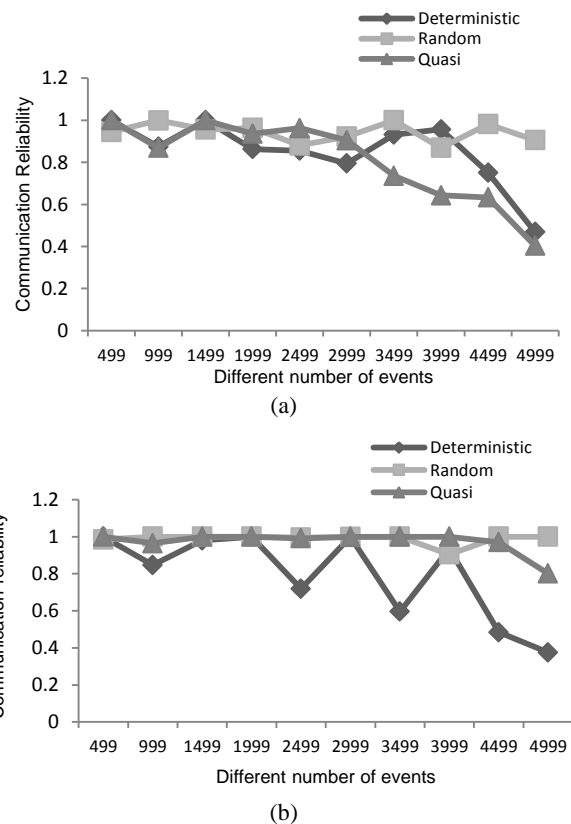 Deterministic
Random
Quasi
Communication Reliability
1.2
1
0.8
0.6
0.4
0.2
0
499 999 1499 1999 2499 2999 3499 3999 4499 4999
Different number of events
(a)
Deterministic
Random
Quasi
Communication reliability
1.2
1
0.8
0.6
0.4
0.2
0
499 999 1499 1999 2499 2999 3499 3999 4499 4999
Different number of events
(b)